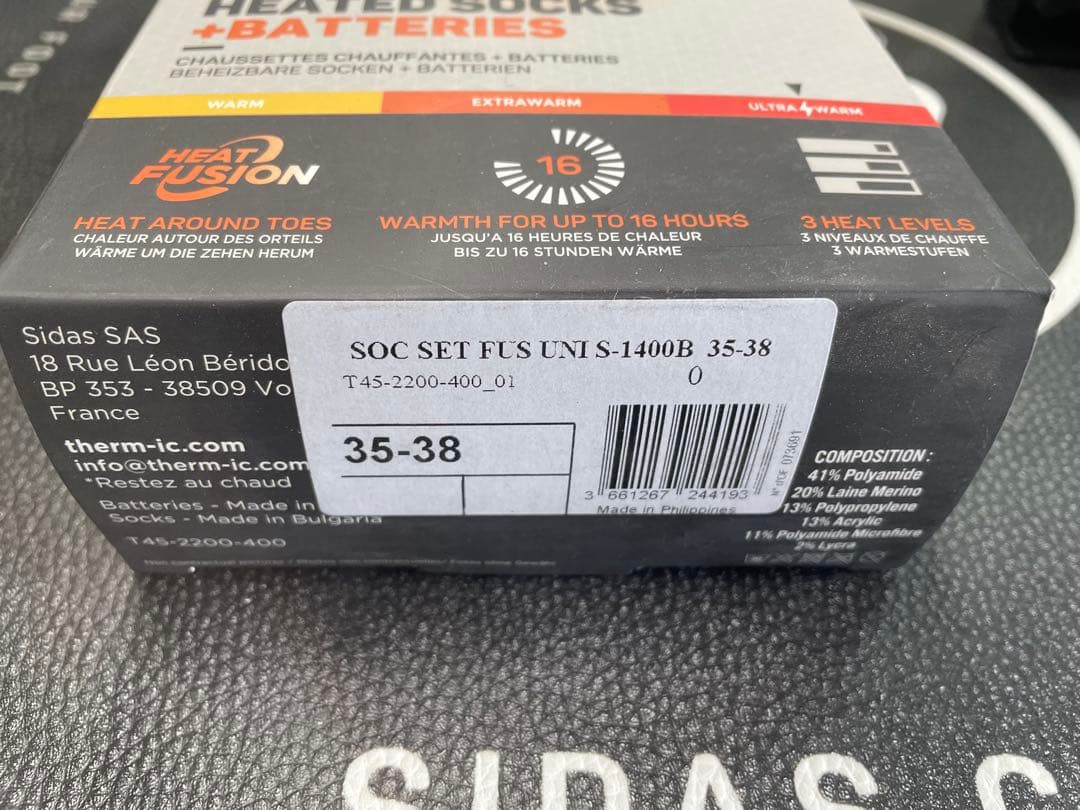 HEATED SOCKS
+BATTERIES
CHAUSSETTES CHAUFFANTES + BATTERIES
BEHEIZBARE SOCKEN + BATTERIEN
WARM
EXTRAWARM
ULTRA WARM
HEAT
FUSION
16
HEAT AROUND TOES
CHALEUR AUTOUR DES ORTEILS
WÄRME UM DIE ZEHEN HERUM
WARMTH FOR UP TO 16 HOURS
JUSQU'A 16 HEURES DE CHALEUR
BIS ZU 16 STUNDEN WÄRME
3 HEAT LEVELS
3 NIVEAUX DE CHAUFFE
3 WARMESTUFEN
Sidas SAS
18 Rue Léon Bérido
BP 353 - 38509 Vo
France
therm-ic.com
info@therm-ic.com
*Restez au chaud
Batteries - Made in
Socks - Made in Bulgaria
T45-2200-400
SOC SET FUS UNI S-1400B 35-38
T45-2200-400_01
0
35-38
3 661267 244193
Made in Philippines
N° d'OF 073691
COMPOSITION :
41% Polyamide
20% Laine Merino
13% Polypropylene
13% Acrylic
11% Polyamide Microfibre
2% Lycra
SIDAS C